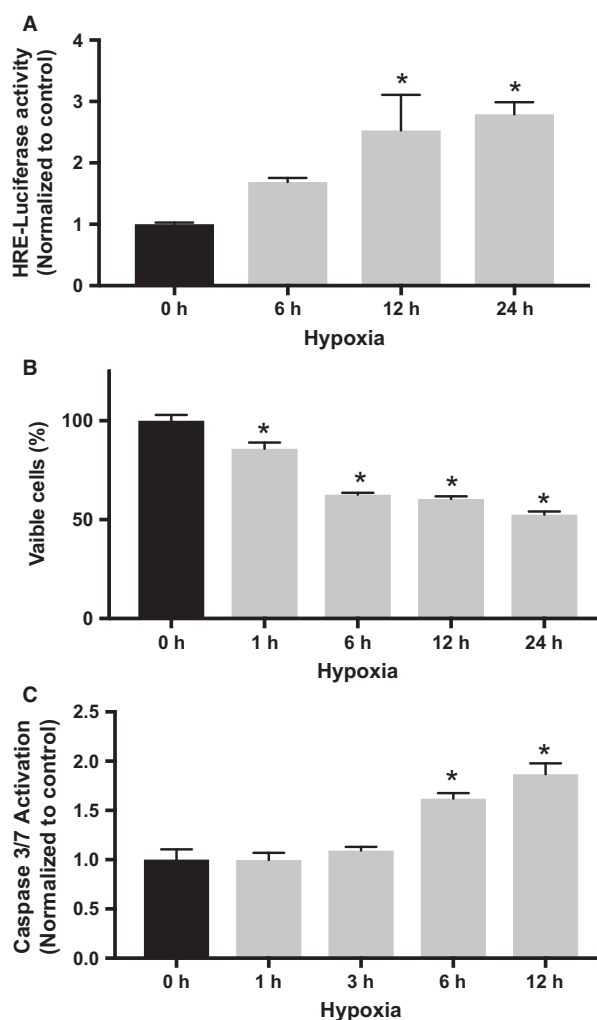 A
HRE-Luciferase activity
(Normalized to control)
4
3
2
1
0
* *
0 h 6 h 12 h 24 h
Hypoxia
B
Vaible cells (%)
100
50
0
* * * *
0 h 1 h 6 h 12 h 24 h
Hypoxia
C
Caspase 3/7 Activation
(Normalized to control)
2.5
2.0
1.5
1.0
0.5
0.0
* *
0 h 1 h 3 h 6 h 12 h
Hypoxia